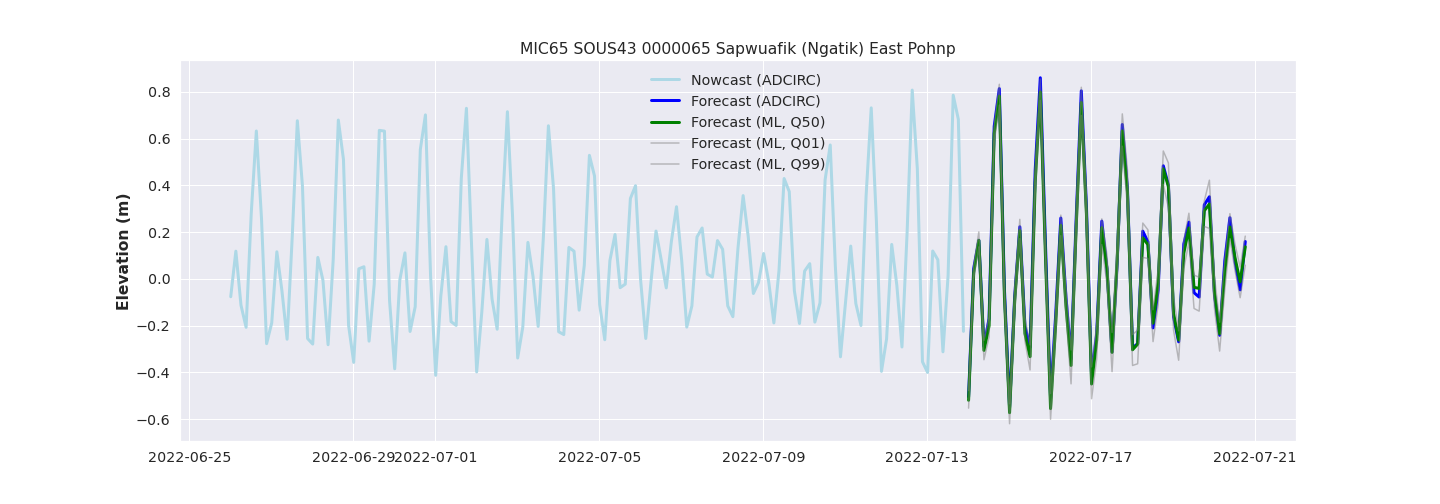 MIC65 SOUS43 0000065 Sapwuafik (Ngatik) East Pohnp
Nowcast (ADCIRC)
Forecast (ADCIRC)
Forecast (ML, Q50)
Forecast (ML, Q01)
Forecast (ML, Q99)
Elevation (m)
0.8
0.6
0.4
0.2
0.0
−0.2
−0.4
−0.6
2022-06-25 2022-06-29 2022-07-01 2022-07-05 2022-07-09 2022-07-13 2022-07-17 2022-07-21